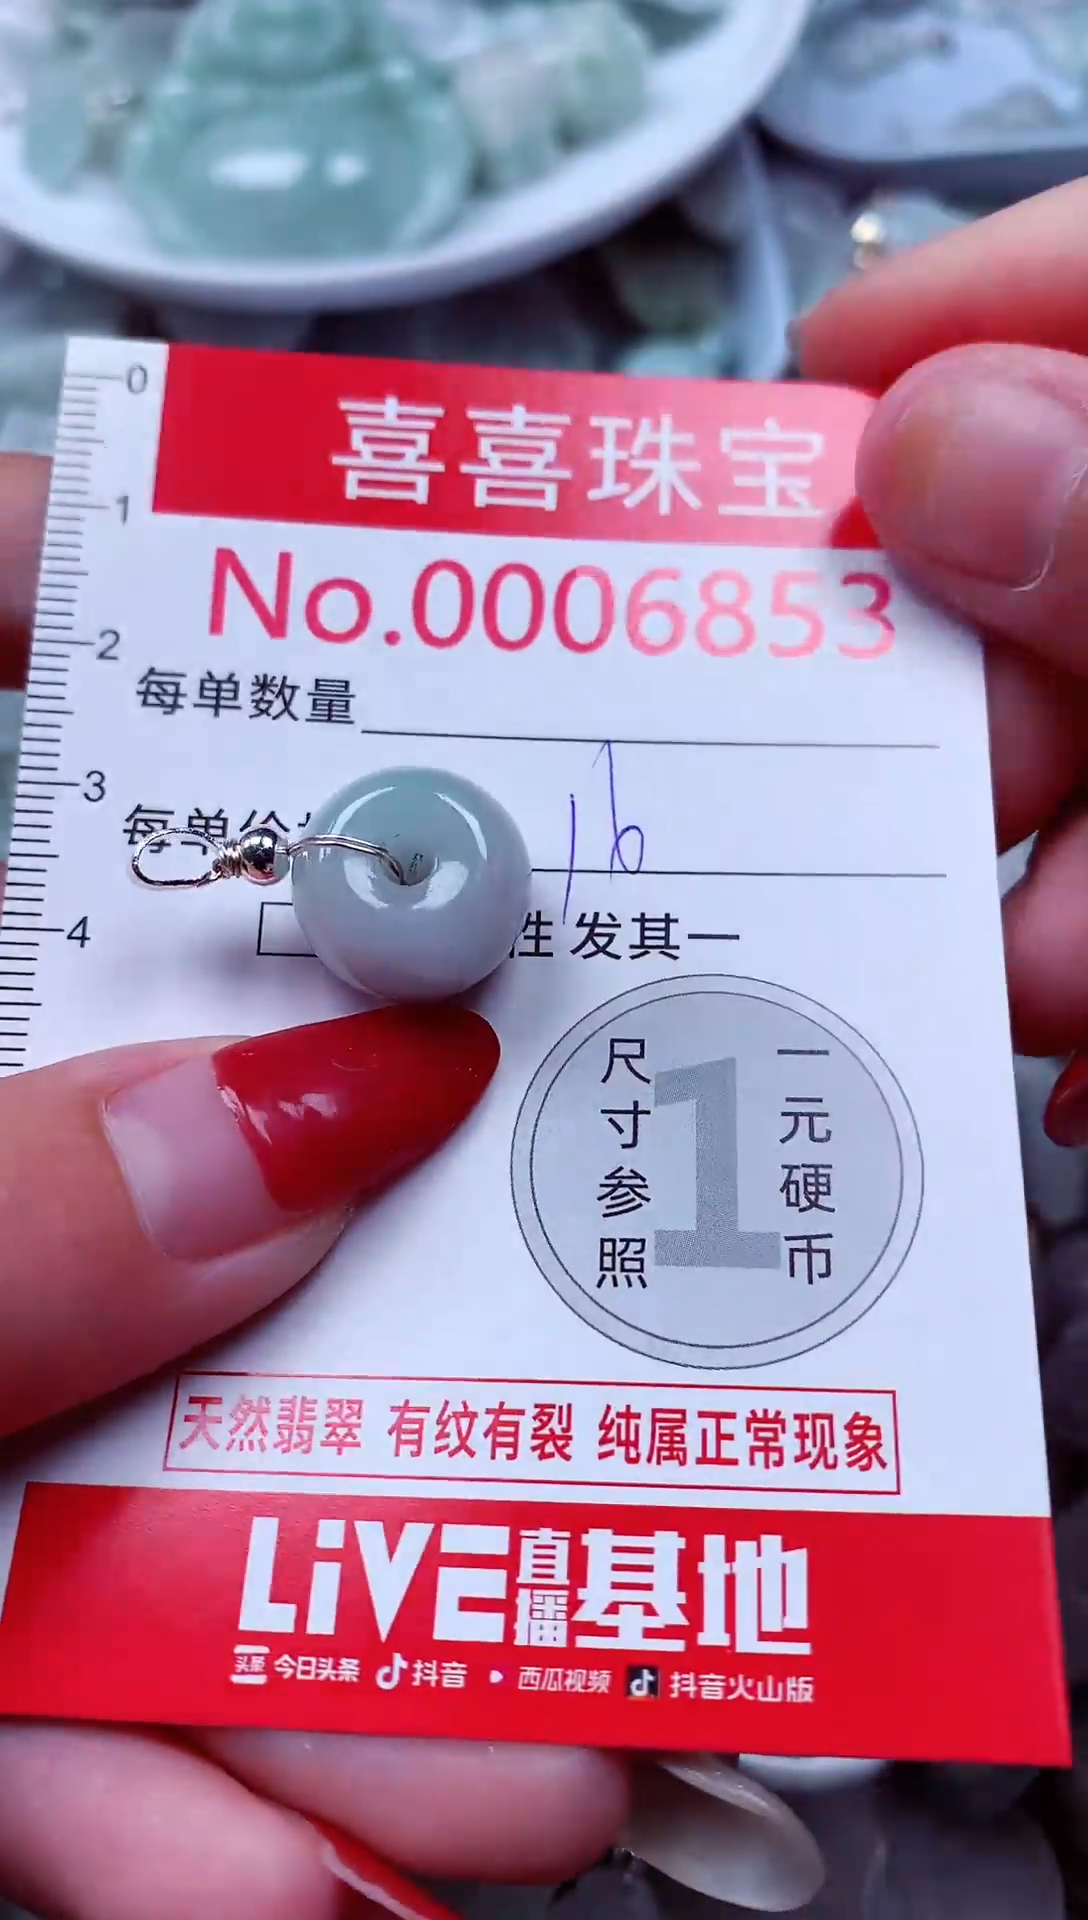 0
喜喜珠宝
1
No.0006853
2
每单数量
3
每单价 16
4
性发其一
尺寸参照
1
一元硬币
天然翡翠 有纹有裂 纯属正常现象
LiVE直播基地
头条 今日头条 抖音 西瓜视频 抖音火山版